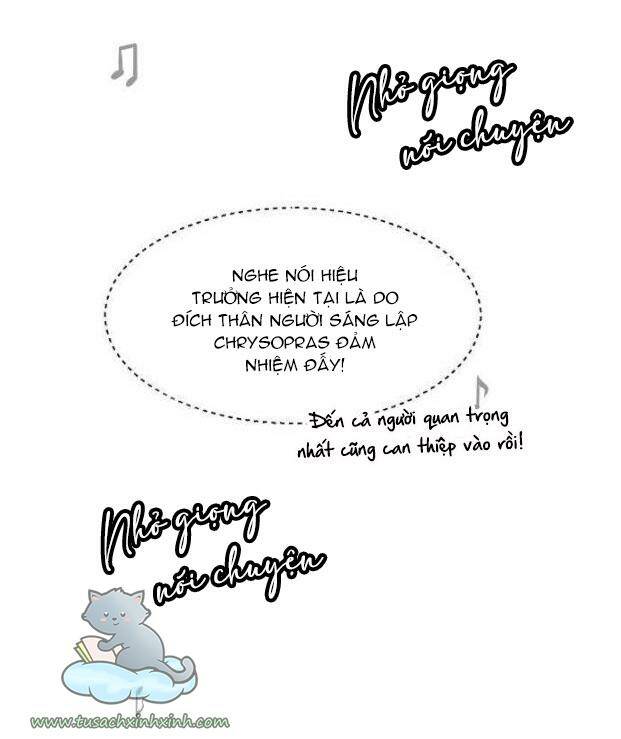 Nhỏ giọng
nói chuyện
NGHE NÓI HIỆU
TRƯỞNG HIỆN TẠI LÀ DO
ĐÍCH THÂN NGƯỜI SÁNG LẬP
CHRYSOPRAS ĐẢM
NHIỆM ĐẤY!
Đến cả người quan trọng
nhất cũng can thiệp vào rồi!
Nhỏ giọng
nói chuyện
www.tusachxinhxinh.com